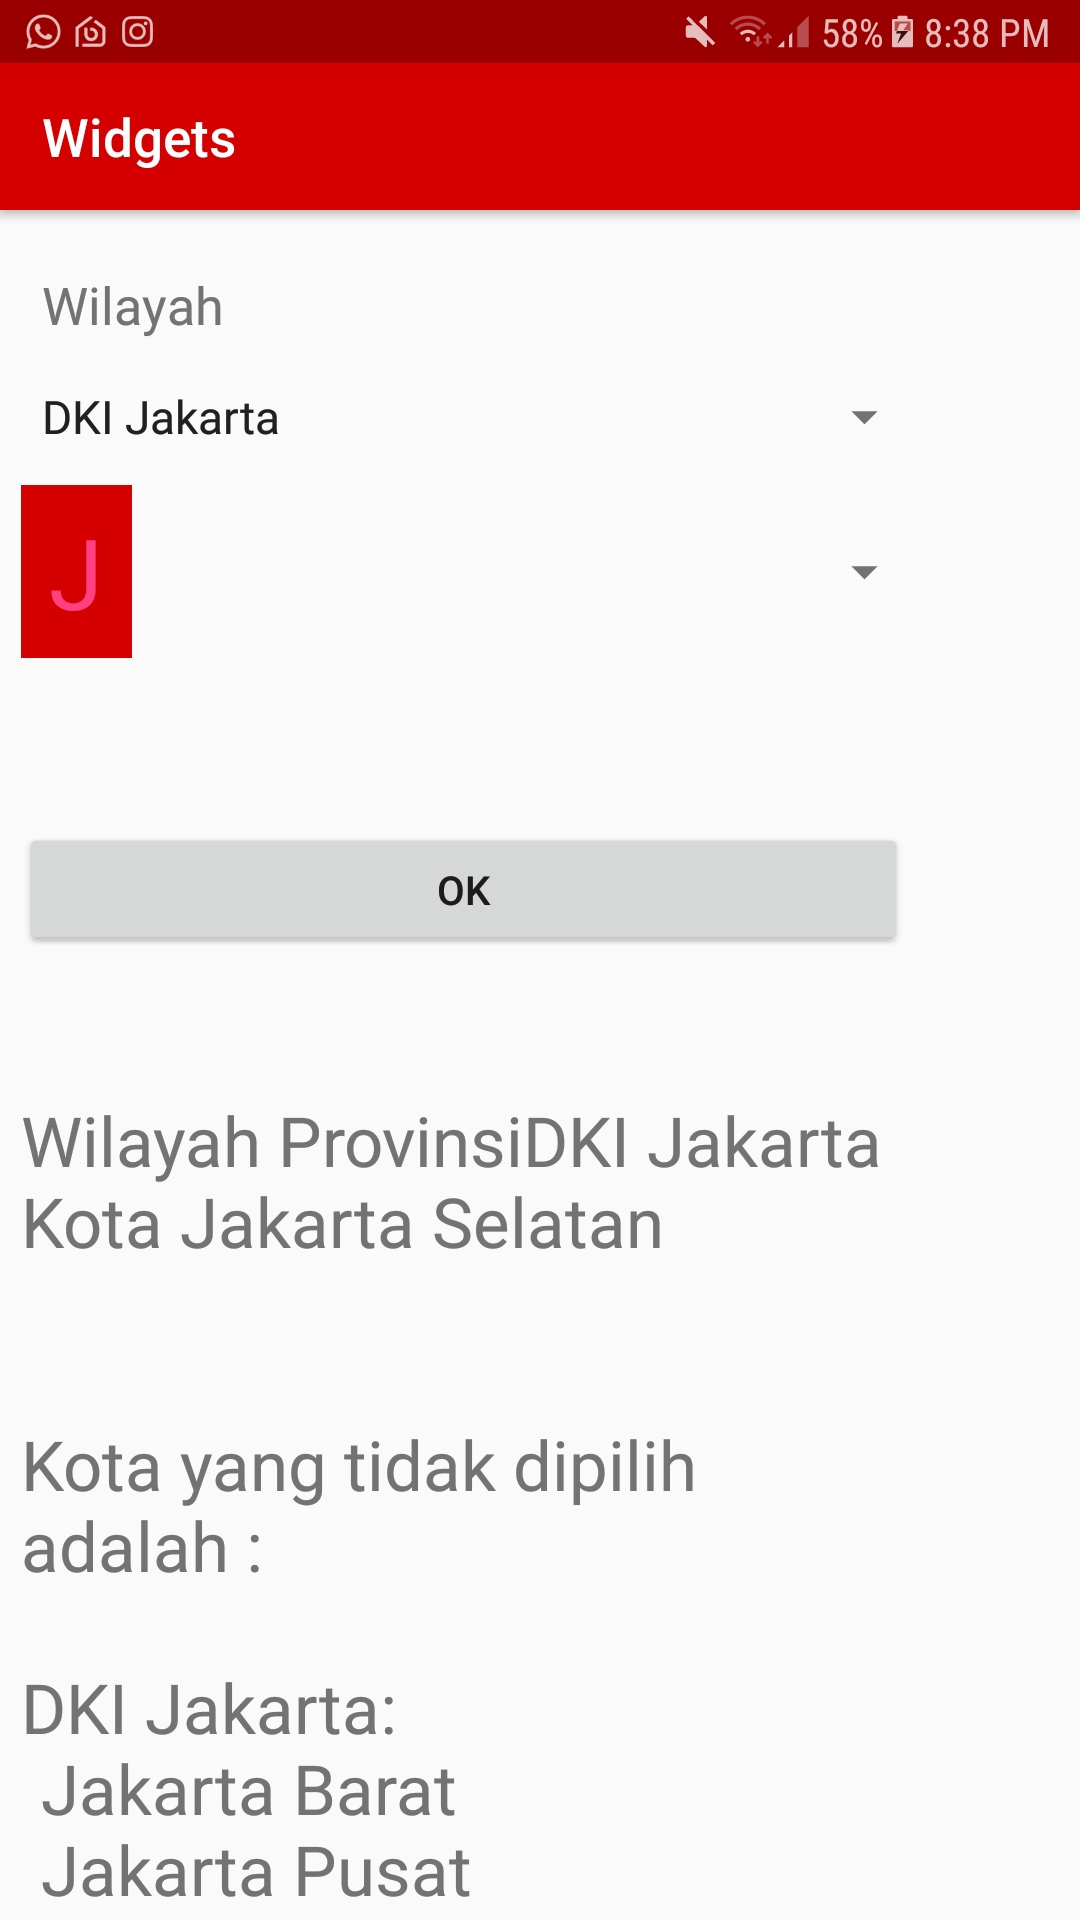 58% 8:38 PM
Widgets
Wilayah
DKI Jakarta
J
OK
Wilayah ProvinsiDKI Jakarta
Kota Jakarta Selatan
Kota yang tidak dipilih
adalah :
DKI Jakarta:
Jakarta Barat
Jakarta Pusat